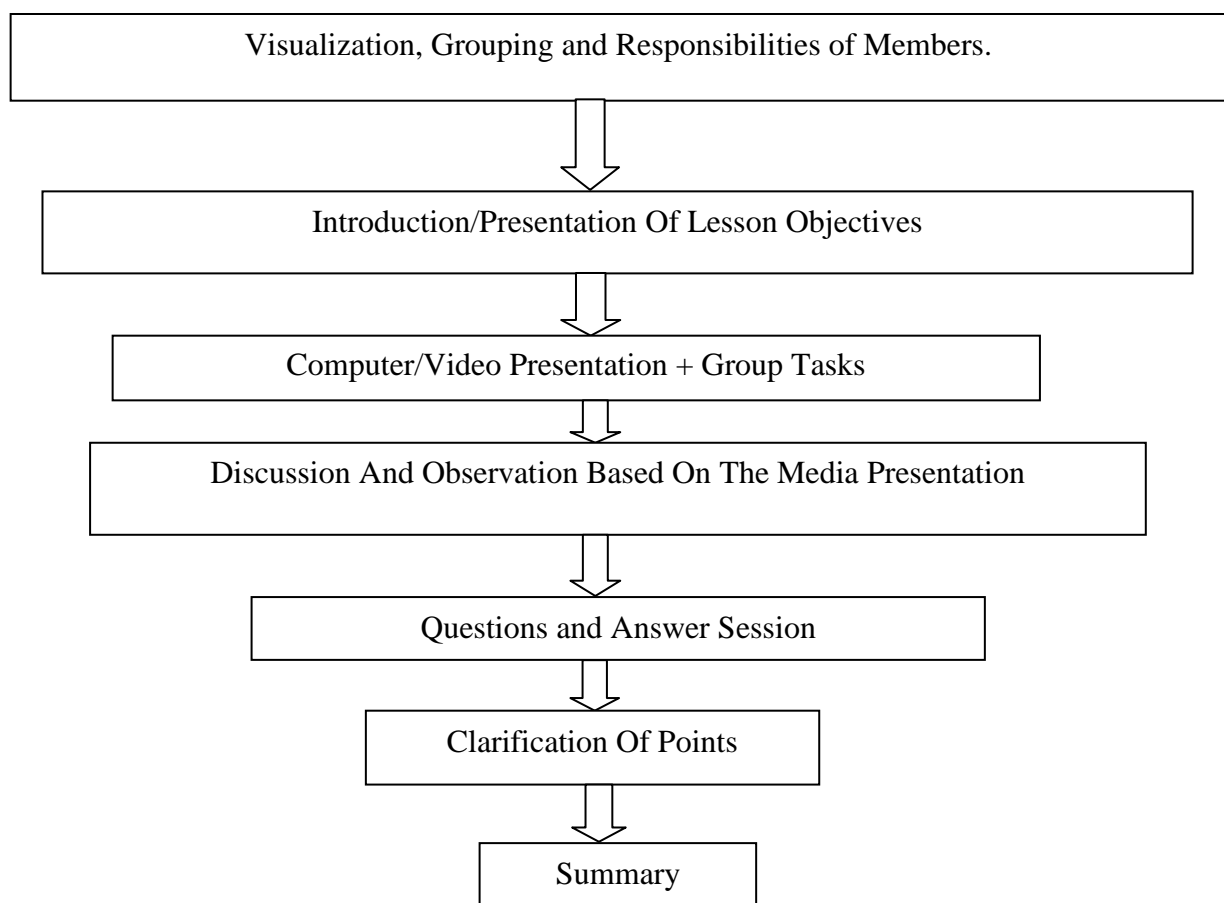 Visualization, Grouping and Responsibilities of Members.
Introduction/Presentation Of Lesson Objectives
Computer/Video Presentation + Group Tasks
Discussion And Observation Based On The Media Presentation
Questions and Answer Session
Clarification Of Points
Summary